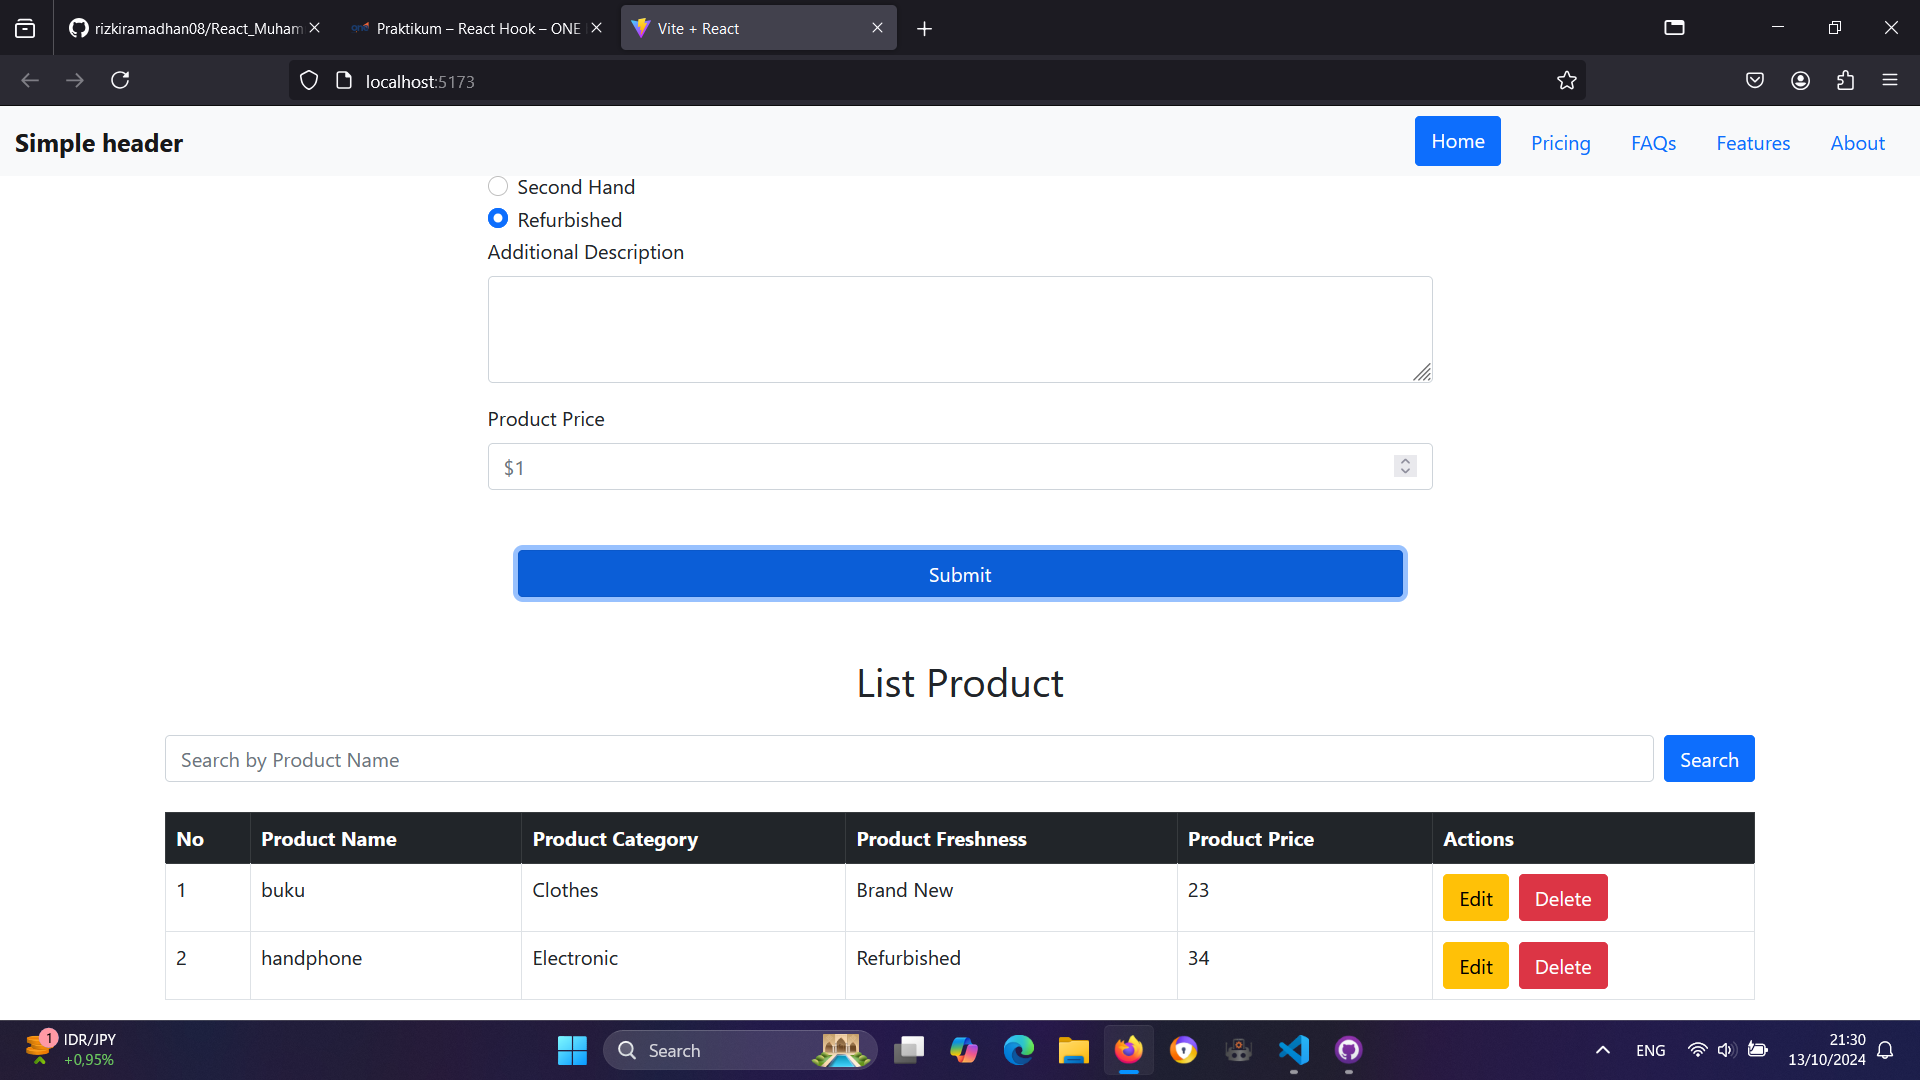 rizkiramadhan08/React_Muham
Praktikum – React Hook – ONE
Vite + React
localhost:5173
Simple header
Home
Pricing
FAQs
Features
About
Second Hand
Refurbished
Additional Description
Product Price
$1
Submit
List Product
Search by Product Name
Search
No Product Name Product Category Product Freshness Product Price Actions
1 buku Clothes Brand New 23 Edit Delete
2 handphone Electronic Refurbished 34 Edit Delete
1
IDR/JPY
+0,95%
Search
ENG
21:30
13/10/2024